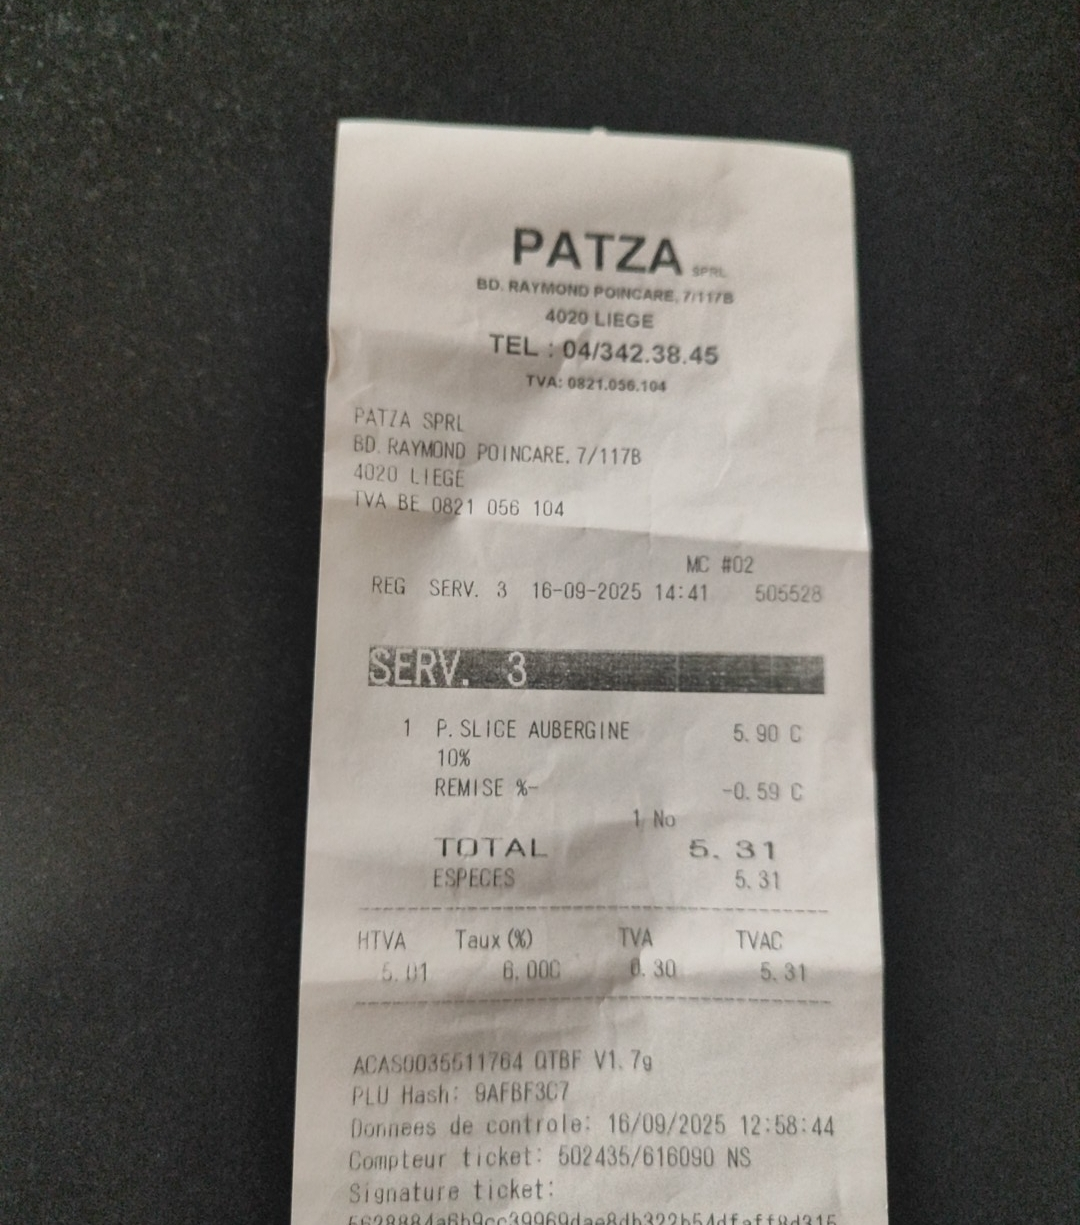 PATZA SPRL
BD. RAYMOND POINCARE, 7/117B
4020 LIEGE
TEL : 04/342.38.45
TVA: 0821.056.104
PATZA SPRL
BD. RAYMOND POINCARE, 7/117B
4020 LIEGE
TVA BE 0821 056 104
MC #02
REG SERV. 3 16-09-2025 14:41 505528
SERV. 3
1 P.SLICE AUBERGINE 5.90 C
10%
REMISE %- -0.59 C
1 No
TOTAL 5.31
ESPECES 5.31
HTVA Taux (%) TVA TVAC
5.01 6.000 0.30 5.31
ACAS0035511764 QTBF V1.7g
PLU Hash: 9AFBF3C7
Donnees de controle: 16/09/2025 12:58:44
Compteur ticket: 502435/616090 NS
Signature ticket: